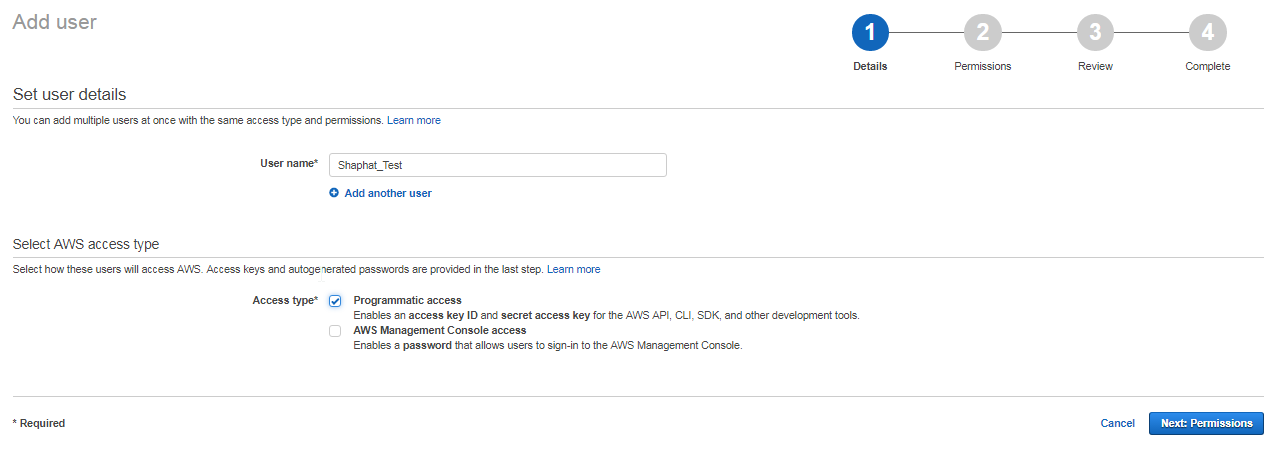 Add user
1 2 3 4
Details Permissions Review Complete
Set user details
You can add multiple users at once with the same access type and permissions. Learn more
User name* Shaphat_Test
Add another user
Select AWS access type
Select how these users will access AWS. Access keys and autogenerated passwords are provided in the last step. Learn more
Access type* Programmatic access
Enables an access key ID and secret access key for the AWS API, CLI, SDK, and other development tools.
AWS Management Console access
Enables a password that allows users to sign-in to the AWS Management Console.
* Required Cancel Next: Permissions